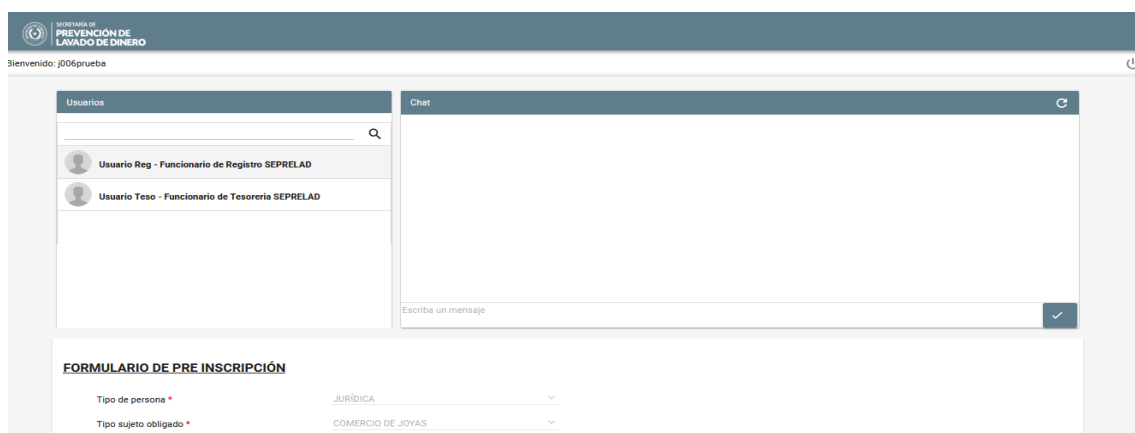 SECRETARÍA DE
PREVENCIÓN DE
LAVADO DE DINERO
Bienvenido: j006prueba
Usuarios
Chat
Usuario Reg - Funcionario de Registro SEPRELAD
Usuario Teso - Funcionario de Tesoreria SEPRELAD
Escriba un mensaje
FORMULARIO DE PRE INSCRIPCIÓN
Tipo de persona * JURÍDICA
Tipo sujeto obligado * COMERCIO DE JOYAS